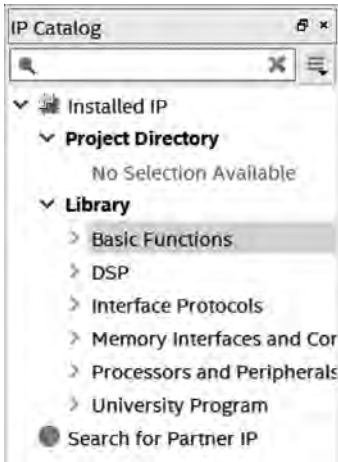 IP Catalog
Installed IP
Project Directory
No Selection Available
Library
Basic Functions
DSP
Interface Protocols
Memory Interfaces and Cor
Processors and Peripherals
University Program
Search for Partner IP